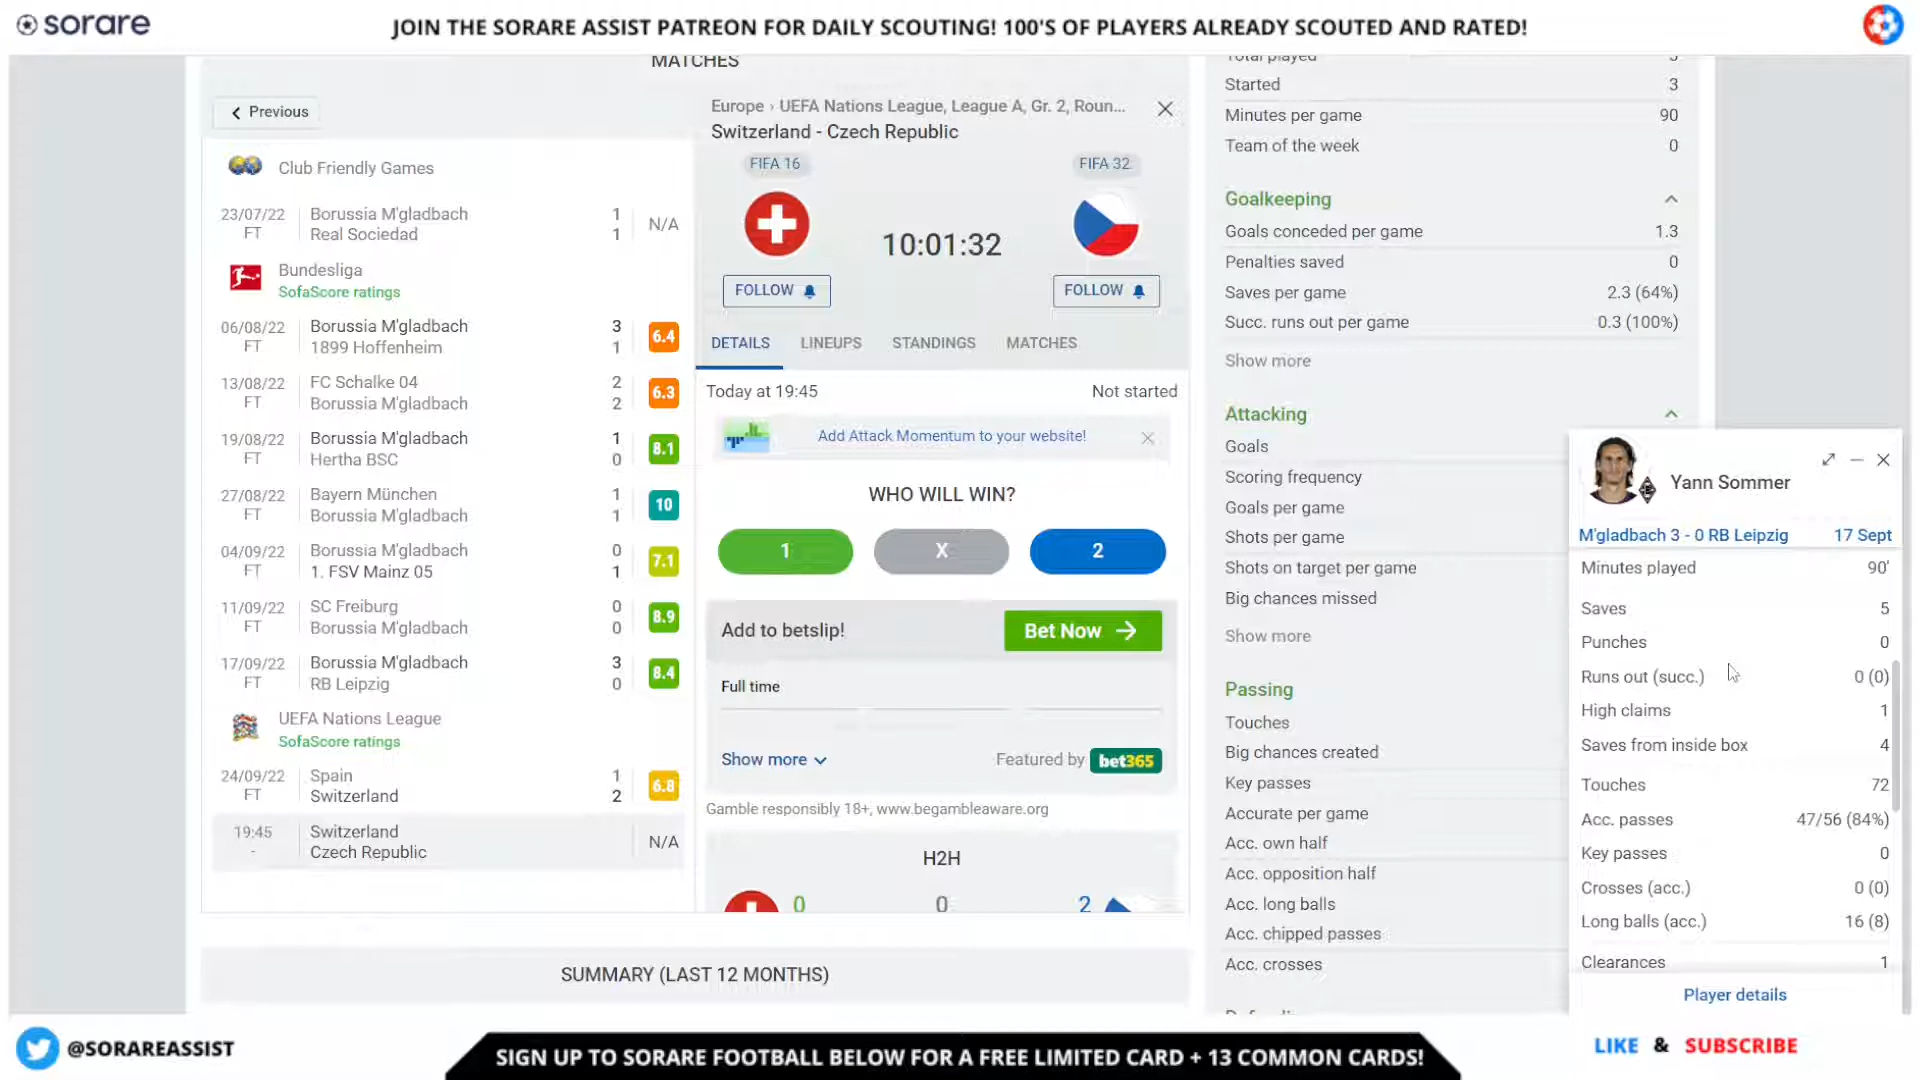 sorare
JOIN THE SORARE ASSIST PATREON FOR DAILY SCOUTING! 100'S OF PLAYERS ALREADY SCOUTED AND RATED!
MATCHES
Previous
Club Friendly Games
23/07/22 Borussia M'gladbach 1
FT Real Sociedad 1
N/A
Bundesliga
SofaScore ratings
06/08/22 Borussia M'gladbach 3
FT 1899 Hoffenheim 1
6.4
13/08/22 FC Schalke 04 2
FT Borussia M'gladbach 2
6.3
19/08/22 Borussia M'gladbach 1
FT Hertha BSC 0
8.1
27/08/22 Bayern München 1
FT Borussia M'gladbach 1
10
04/09/22 Borussia M'gladbach 0
FT 1. FSV Mainz 05 1
7.1
11/09/22 SC Freiburg 0
FT Borussia M'gladbach 0
8.9
17/09/22 Borussia M'gladbach 3
FT RB Leipzig 0
8.4
UEFA Nations League
SofaScore ratings
24/09/22 Spain 1
FT Switzerland 2
6.8
19:45 Switzerland
- Czech Republic
N/A
Europe › UEFA Nations League, League A, Gr. 2, Roun...
Switzerland - Czech Republic
FIFA 16 FIFA 32
10:01:32
FOLLOW FOLLOW
DETAILS LINEUPS STANDINGS MATCHES
Today at 19:45 Not started
Add Attack Momentum to your website!
WHO WILL WIN?
1 X 2
Add to betslip! Bet Now
Full time
Show more Featured by bet365
Gamble responsibly 18+, www.begambleaware.org
H2H
0 0 2
SUMMARY (LAST 12 MONTHS)
Total played 3
Started 3
Minutes per game 90
Team of the week 0
Goalkeeping
Goals conceded per game 1.3
Penalties saved 0
Saves per game 2.3 (64%)
Succ. runs out per game 0.3 (100%)
Show more
Attacking
Goals
Scoring frequency
Goals per game
Shots per game
Shots on target per game
Big chances missed
Show more
Passing
Touches
Big chances created
Key passes
Accurate per game
Acc. own half
Acc. opposition half
Acc. long balls
Acc. chipped passes
Acc. crosses
Yann Sommer
M'gladbach 3 - 0 RB Leipzig 17 Sept
Minutes played 90'
Saves 5
Punches 0
Runs out (succ.) 0 (0)
High claims 1
Saves from inside box 4
Touches 72
Acc. passes 47/56 (84%)
Key passes 0
Crosses (acc.) 0 (0)
Long balls (acc.) 16 (8)
Clearances 1
Player details
@SORAREASSIST
SIGN UP TO SORARE FOOTBALL BELOW FOR A FREE LIMITED CARD + 13 COMMON CARDS!
LIKE & SUBSCRIBE